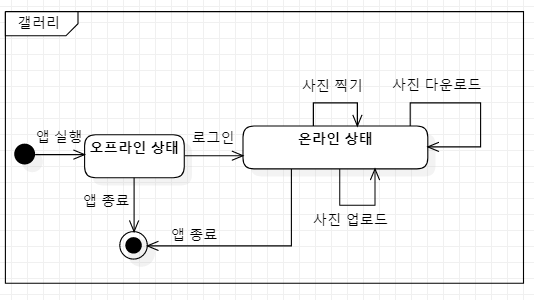 갤러리
사진 찍기
사진 다운로드
앱 실행
오프라인 상태
로그인
온라인 상태
앱 종료
사진 업로드
앱 종료